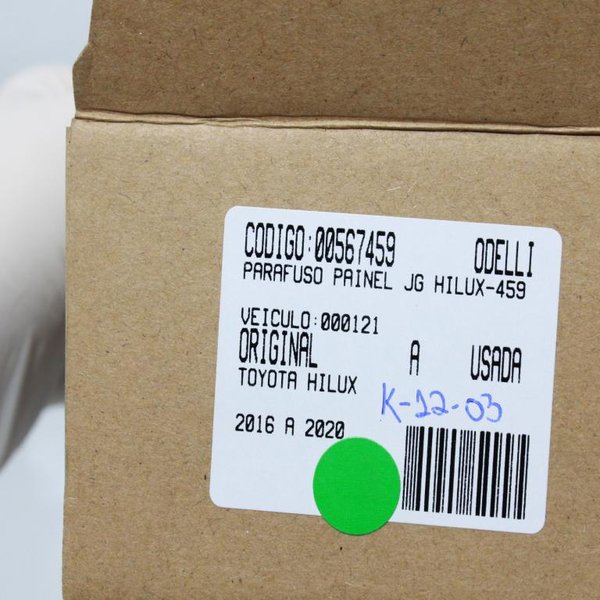 CODIGO:00567459 ODELLI
PARAFUSO PAINEL JG HILUX-459
VEICULO:000121
ORIGINAL A USADA
TOYOTA HILUX
K-12-03
2016 A 2020